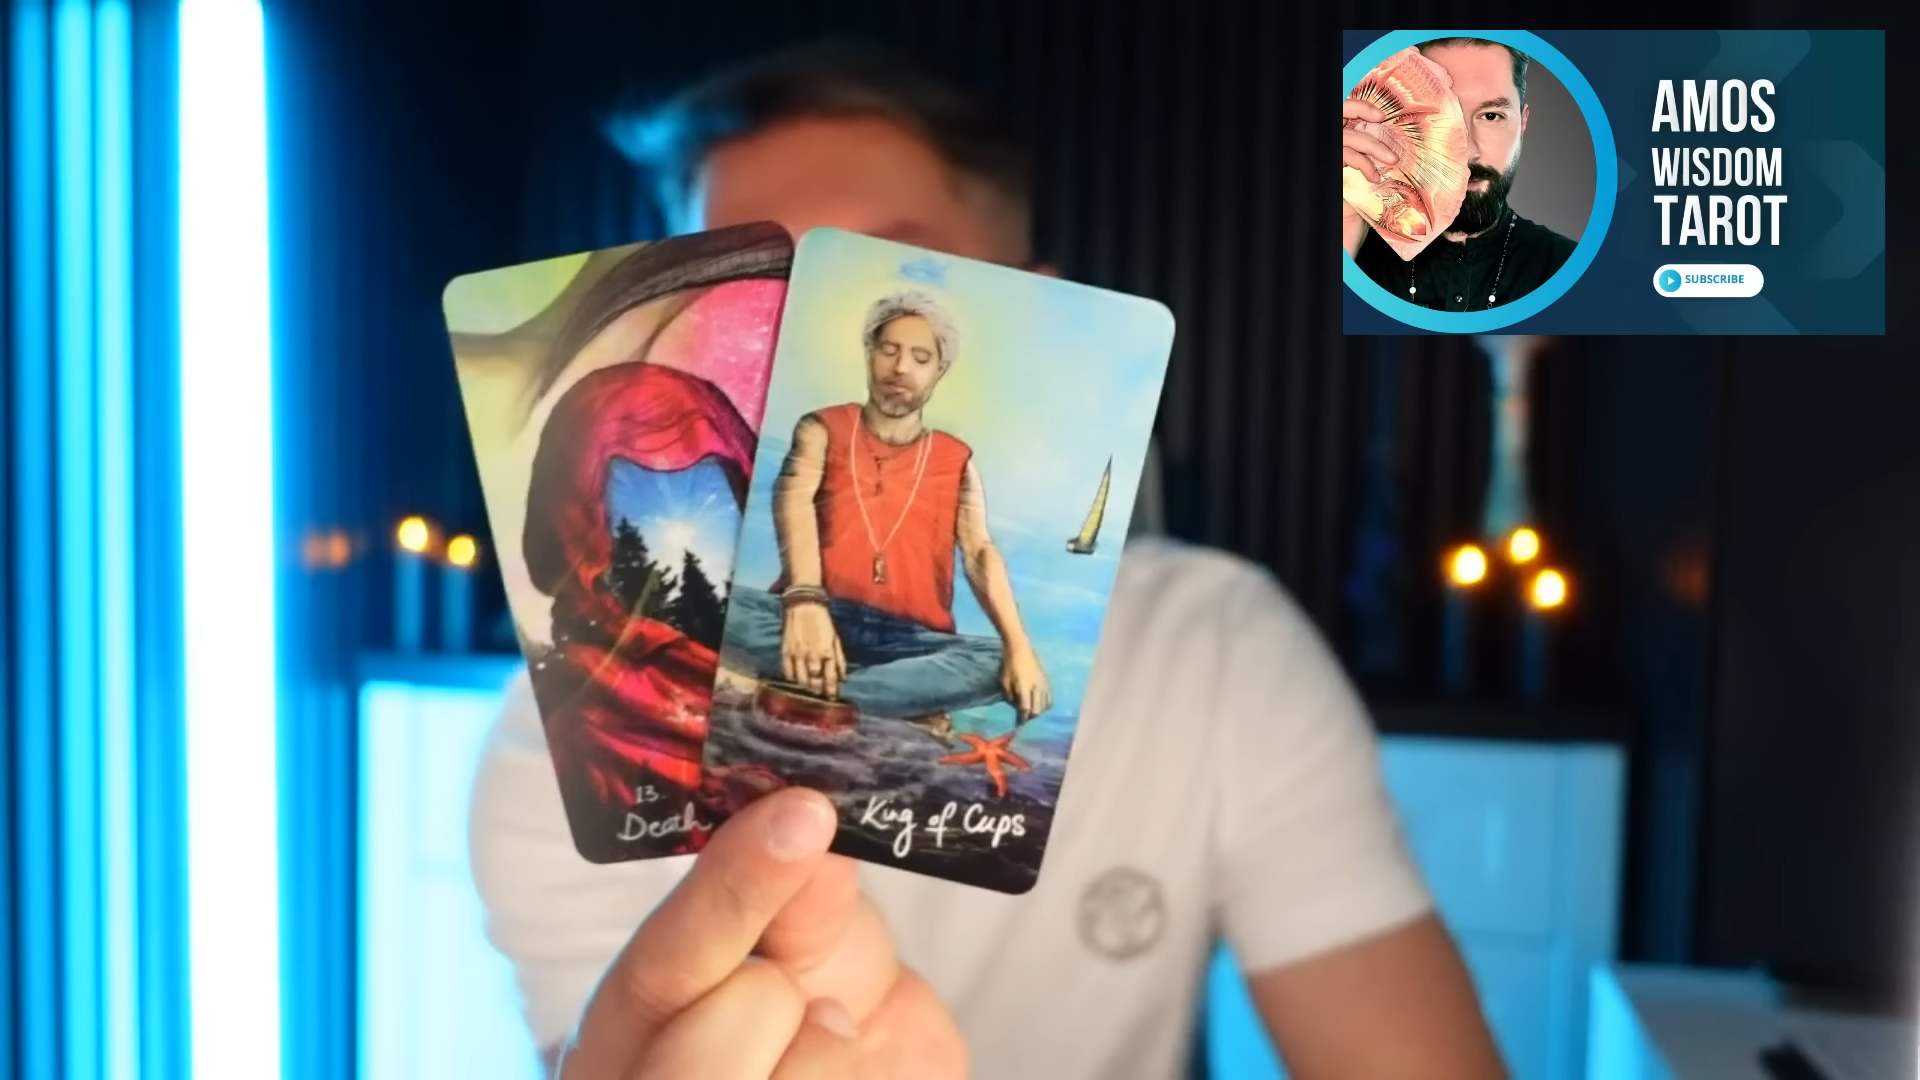 AMOS
WISDOM
TAROT
SUBSCRIBE
13
Death
King of Cups